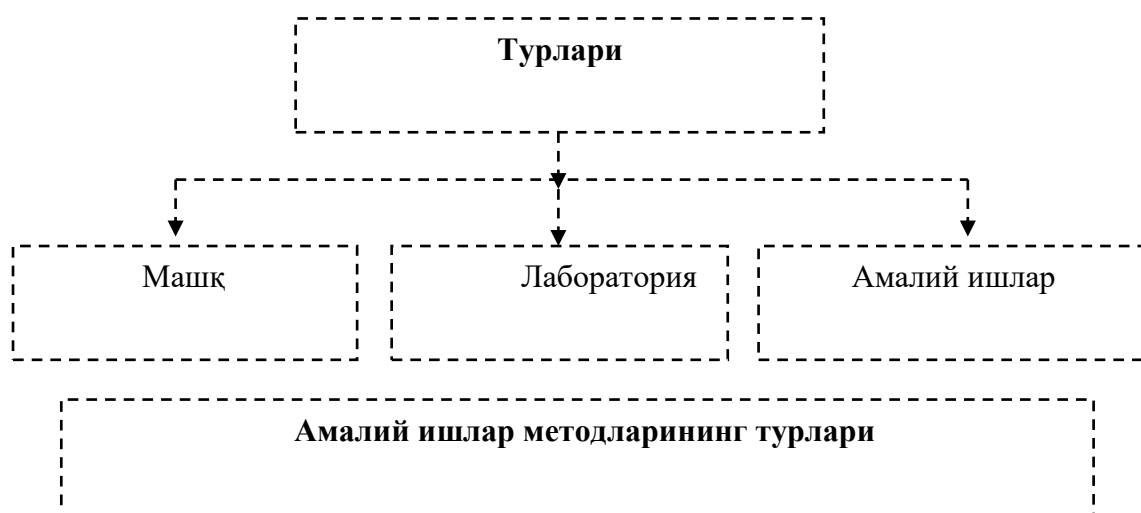 Турлари
Машқ
Лаборатория
Амалий ишлар
Амалий ишлар методларининг турлари